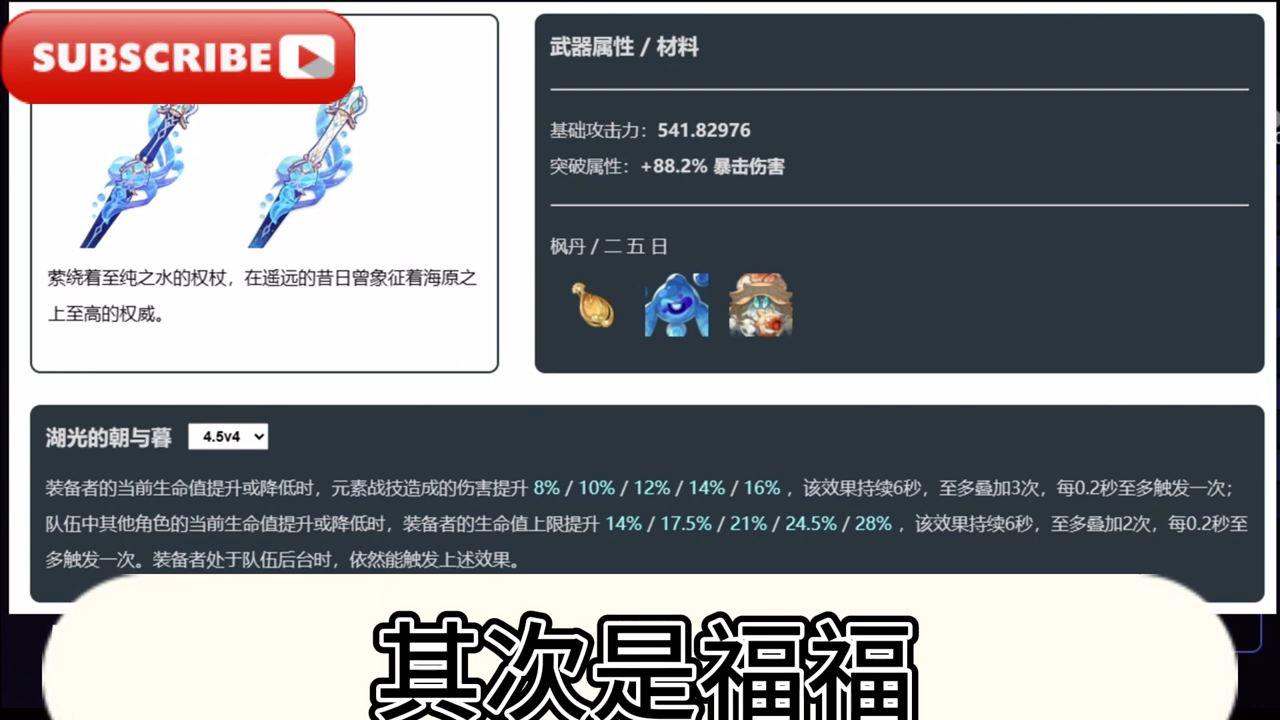 SUBSCRIBE
萦绕着至纯之水的权杖，在遥远的昔日曾象征着海原之
上至高的权威。
武器属性 / 材料
基础攻击力：541.82976
突破属性：+88.2% 暴击伤害
枫丹 / 二 五 日
湖光的朝与暮 4.5v4
装备者的当前生命值提升或降低时，元素战技造成的伤害提升 8% / 10% / 12% / 14% / 16% ，该效果持续6秒，至多叠加3次，每0.2秒至多触发一次；
队伍中其他角色的当前生命值提升或降低时，装备者的生命值上限提升 14% / 17.5% / 21% / 24.5% / 28% ，该效果持续6秒，至多叠加2次，每0.2秒至
多触发一次。装备者处于队伍后台时，依然能触发上述效果。
其次是福福